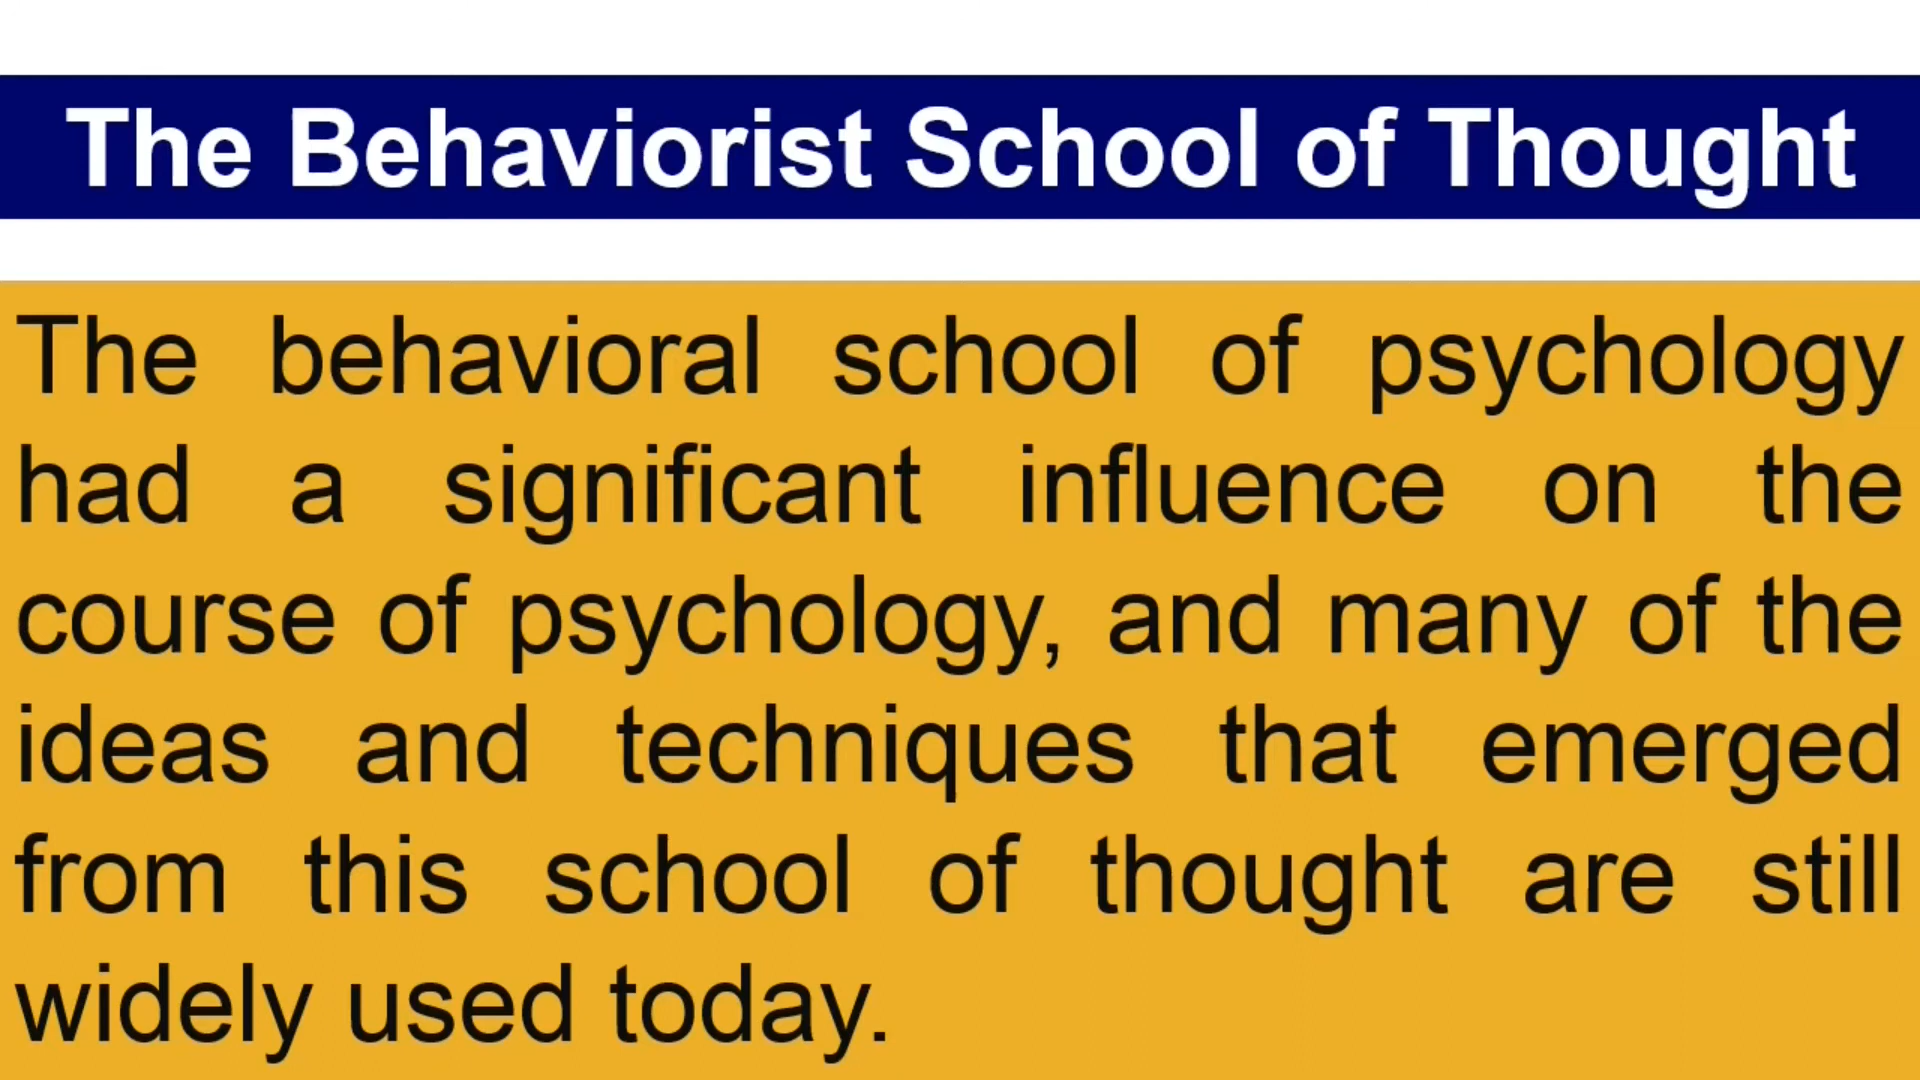 The Behaviorist School of Thought
The behavioral school of psychology
had a significant influence on the
course of psychology, and many of the
ideas and techniques that emerged
from this school of thought are still
widely used today.